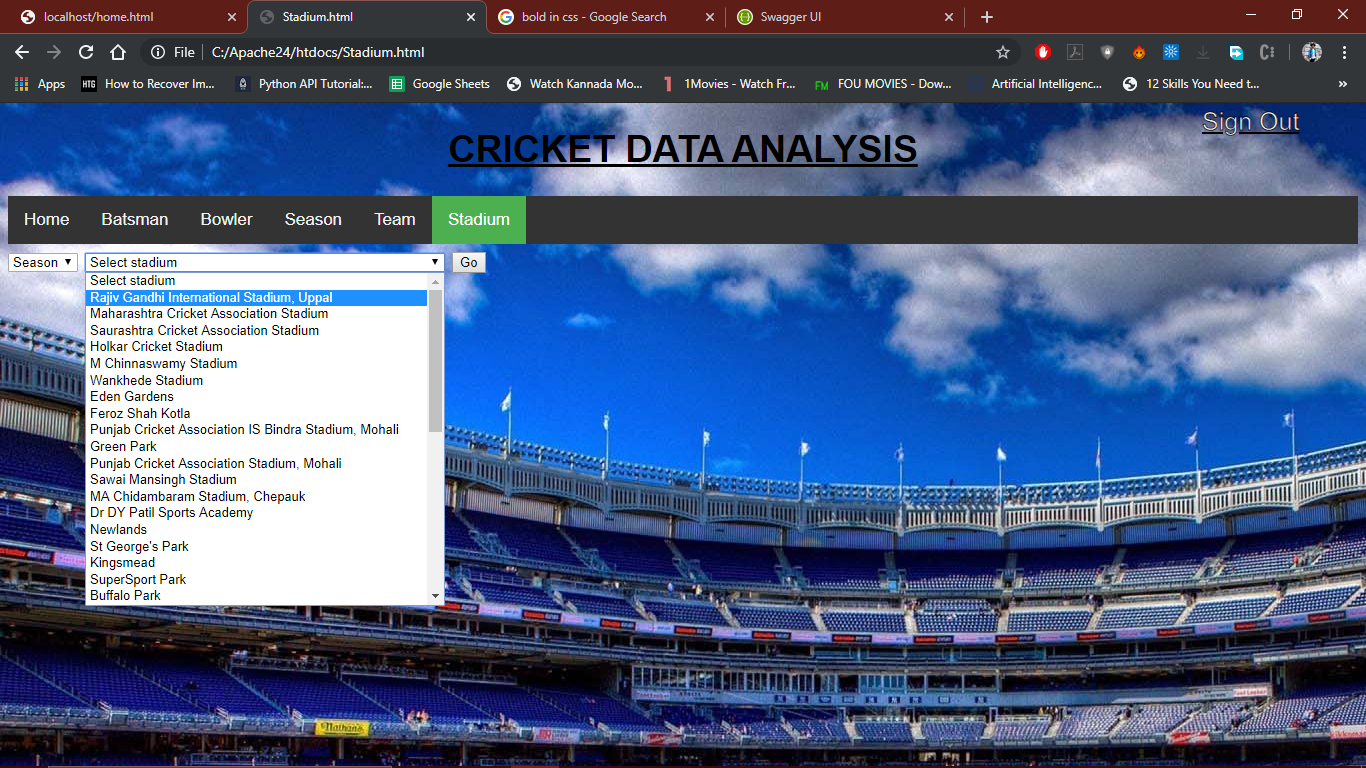 localhost/home.html
Stadium.html
bold in css - Google Search
Swagger UI
File
C:/Apache24/htdocs/Stadium.html
Apps
HTG
How to Recover Im...
Python API Tutorial:...
Google Sheets
Watch Kannada Mo...
1Movies - Watch Fr...
FM
FOU MOVIES - Dow...
Artificial Intelligenc...
12 Skills You Need t...
»
Sign Out
CRICKET DATA ANALYSIS
Home Batsman Bowler Season Team Stadium
Season
Select stadium
Go
Select stadium
Rajiv Gandhi International Stadium, Uppal
Maharashtra Cricket Association Stadium
Saurashtra Cricket Association Stadium
Holkar Cricket Stadium
M Chinnaswamy Stadium
Wankhede Stadium
Eden Gardens
Feroz Shah Kotla
Punjab Cricket Association IS Bindra Stadium, Mohali
Green Park
Punjab Cricket Association Stadium, Mohali
Sawai Mansingh Stadium
MA Chidambaram Stadium, Chepauk
Dr DY Patil Sports Academy
Newlands
St George's Park
Kingsmead
SuperSport Park
Buffalo Park
Nathan's